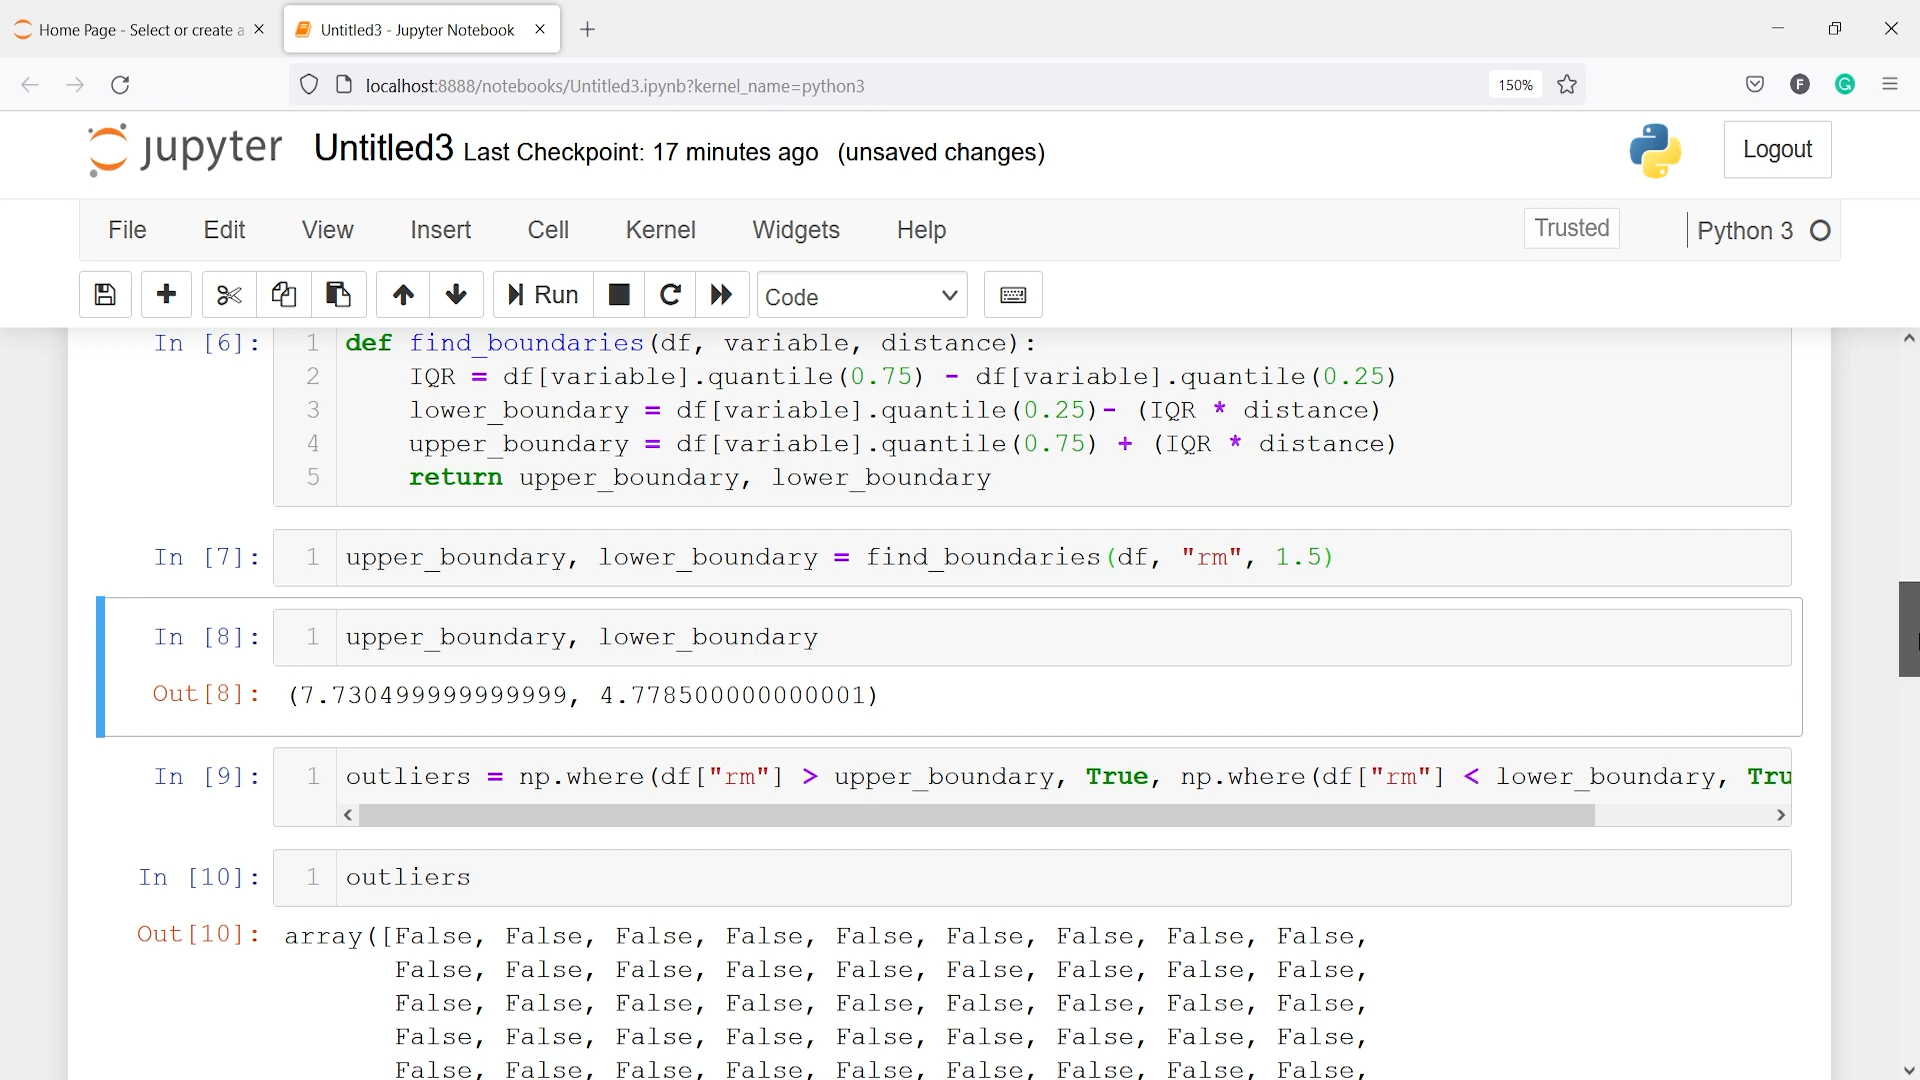 Home Page - Select or create a
Untitled3 - Jupyter Notebook
localhost:8888/notebooks/Untitled3.ipynb?kernel_name=python3
150%
F
G
jupyter
Untitled3 Last Checkpoint: 17 minutes ago (unsaved changes)
Logout
File Edit View Insert Cell Kernel Widgets Help
Trusted
Python 3
Run
Code
In [6]: 1 def find_boundaries(df, variable, distance):
2 IQR = df[variable].quantile(0.75) - df[variable].quantile(0.25)
3 lower_boundary = df[variable].quantile(0.25)- (IQR * distance)
4 upper_boundary = df[variable].quantile(0.75) + (IQR * distance)
5 return upper_boundary, lower_boundary
In [7]: 1 upper_boundary, lower_boundary = find_boundaries(df, "rm", 1.5)
In [8]: 1 upper_boundary, lower_boundary
Out[8]: (7.730499999999999, 4.778500000000001)
In [9]: 1 outliers = np.where(df["rm"] > upper_boundary, True, np.where(df["rm"] < lower_boundary, Tru
In [10]: 1 outliers
Out[10]: array([False, False, False, False, False, False, False, False, False,
False, False, False, False, False, False, False, False, False,
False, False, False, False, False, False, False, False, False,
False, False, False, False, False, False, False, False, False,
False, False, False, False, False, False, False, False, False,